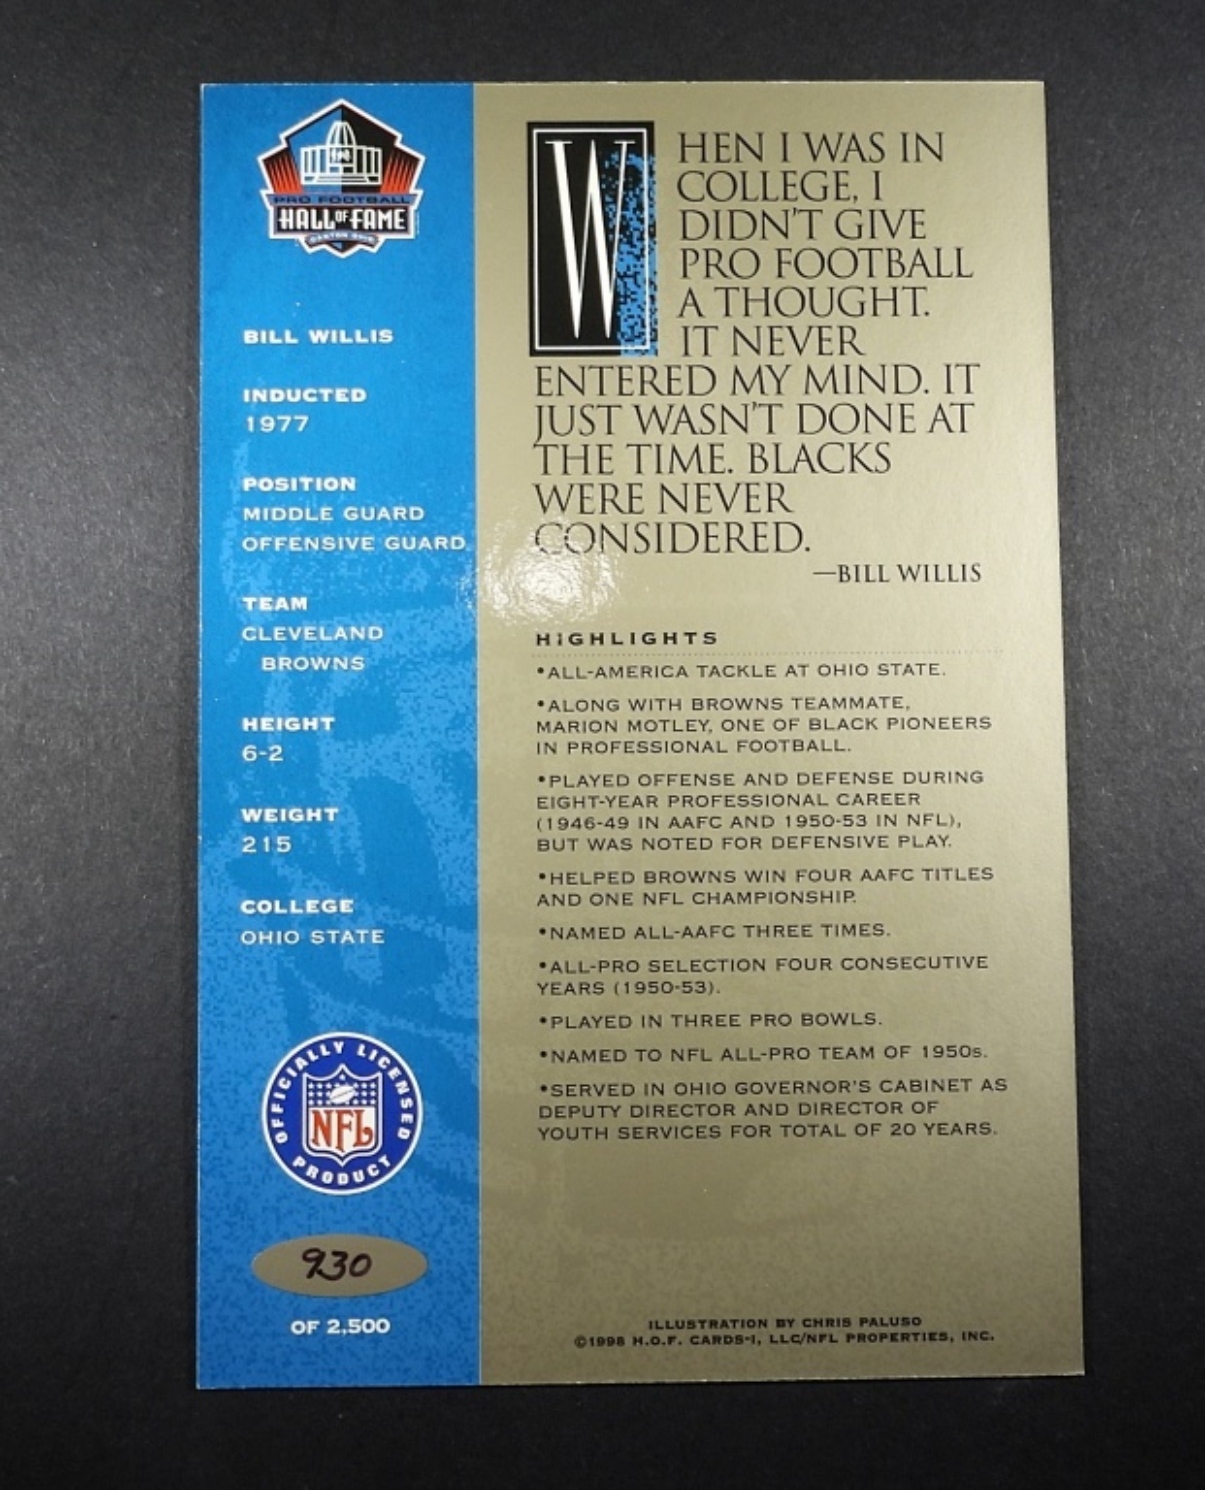 PRO FOOTBALL
HALL OF FAME
CANTON OHIO
BILL WILLIS
INDUCTED
1977
POSITION
MIDDLE GUARD
OFFENSIVE GUARD
TEAM
CLEVELAND
BROWNS
HEIGHT
6-2
WEIGHT
215
COLLEGE
OHIO STATE
OFFICIALLY LICENSED
NFL
PRODUCT
930
OF 2,500
WHEN I WAS IN
COLLEGE, I
DIDN'T GIVE
PRO FOOTBALL
A THOUGHT.
IT NEVER
ENTERED MY MIND. IT
JUST WASN'T DONE AT
THE TIME. BLACKS
WERE NEVER
CONSIDERED.
—BILL WILLIS
HIGHLIGHTS
•ALL-AMERICA TACKLE AT OHIO STATE.
•ALONG WITH BROWNS TEAMMATE,
MARION MOTLEY, ONE OF BLACK PIONEERS
IN PROFESSIONAL FOOTBALL.
•PLAYED OFFENSE AND DEFENSE DURING
EIGHT-YEAR PROFESSIONAL CAREER
(1946-49 IN AAFC AND 1950-53 IN NFL),
BUT WAS NOTED FOR DEFENSIVE PLAY.
•HELPED BROWNS WIN FOUR AAFC TITLES
AND ONE NFL CHAMPIONSHIP.
•NAMED ALL-AAFC THREE TIMES.
•ALL-PRO SELECTION FOUR CONSECUTIVE
YEARS (1950-53).
•PLAYED IN THREE PRO BOWLS.
•NAMED TO NFL ALL-PRO TEAM OF 1950s.
•SERVED IN OHIO GOVERNOR'S CABINET AS
DEPUTY DIRECTOR AND DIRECTOR OF
YOUTH SERVICES FOR TOTAL OF 20 YEARS.
ILLUSTRATION BY CHRIS PALUSO
©1998 H.O.F. CARDS-I, LLC/NFL PROPERTIES, INC.